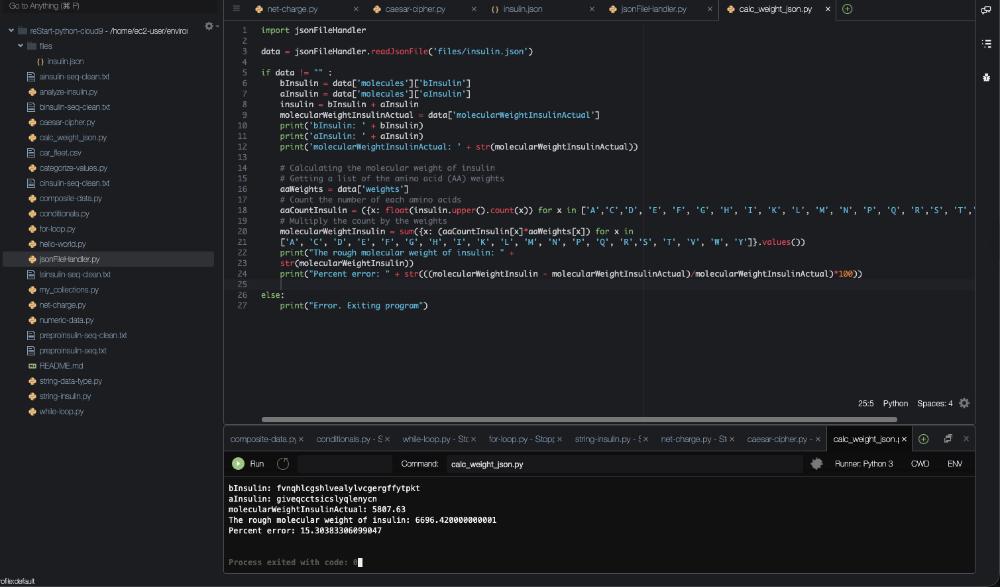 Go to Anything (⌘ P)
net-charge.py
caesar-cipher.py
{} insulin.json
jsonFileHandler.py
calc_weight_json.py
reStart-python-cloud9 - /home/ec2-user/enviro
files
{} insulin.json
ainsulin-seq-clean.txt
analyze-insulin.py
binsulin-seq-clean.txt
caesar-cipher.py
calc_weight_json.py
car_fleet.csv
categorize-values.py
cinsulin-seq-clean.txt
composite-data.py
conditionals.py
for-loop.py
hello-world.py
jsonFileHandler.py
lsinsulin-seq-clean.txt
my_collections.py
net-charge.py
numeric-data.py
preproinsulin-seq-clean.txt
preproinsulin-seq.txt
README.md
string-data-type.py
string-insulin.py
while-loop.py
1 import jsonFileHandler
2
3 data = jsonFileHandler.readJsonFile('files/insulin.json')
4
5 if data != "" :
6     bInsulin = data['molecules']['bInsulin']
7     aInsulin = data['molecules']['aInsulin']
8     insulin = bInsulin + aInsulin
9     molecularWeightInsulinActual = data['molecularWeightInsulinActual']
10     print('bInsulin: ' + bInsulin)
11     print('aInsulin: ' + aInsulin)
12     print('molecularWeightInsulinActual: ' + str(molecularWeightInsulinActual))
13
14     # Calculating the molecular weight of insulin
15     # Getting a list of the amino acid (AA) weights
16     aaWeights = data['weights']
17     # Count the number of each amino acids
18     aaCountInsulin = ({x: float(insulin.upper().count(x)) for x in ['A','C','D', 'E', 'F', 'G', 'H', 'I', 'K', 'L', 'M', 'N', 'P', 'Q', 'R','S', 'T','
19     # Multiply the count by the weights
20     molecularWeightInsulin = sum({x: (aaCountInsulin[x]*aaWeights[x]) for x in
21     ['A', 'C', 'D', 'E', 'F', 'G', 'H', 'I', 'K', 'L', 'M', 'N', 'P', 'Q', 'R','S', 'T', 'V', 'W', 'Y']}.values())
22     print("The rough molecular weight of insulin: " +
23     str(molecularWeightInsulin))
24     print("Percent error: " + str(((molecularWeightInsulin - molecularWeightInsulinActual)/molecularWeightInsulinActual)*100))
25
26 else:
27     print("Error. Exiting program")
25:5 Python Spaces: 4
composite-data.py
conditionals.py - S
while-loop.py - Sto
for-loop.py - Stopp
string-insulin.py - S
net-charge.py - St
caesar-cipher.py -
calc_weight_json.p
Run
Command:
calc_weight_json.py
Runner: Python 3
CWD
ENV
bInsulin: fvnqhlcgshlvealylvcgergffytpkt
aInsulin: giveqcctsicslyqlenycn
molecularWeightInsulinActual: 5807.63
The rough molecular weight of insulin: 6696.420000000001
Percent error: 15.30383306099047
Process exited with code: 0
rofile:default